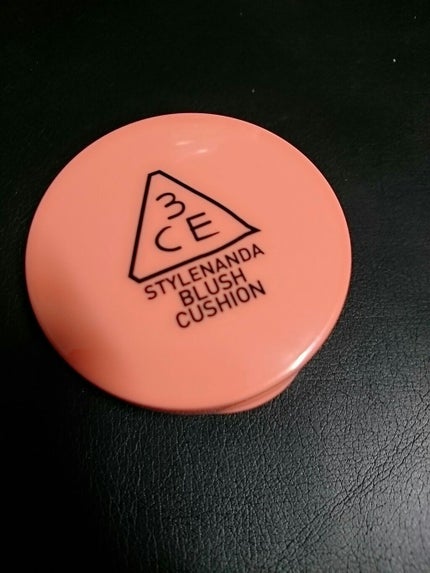 3
CE
STYLENANDA
BLUSH
CUSHION